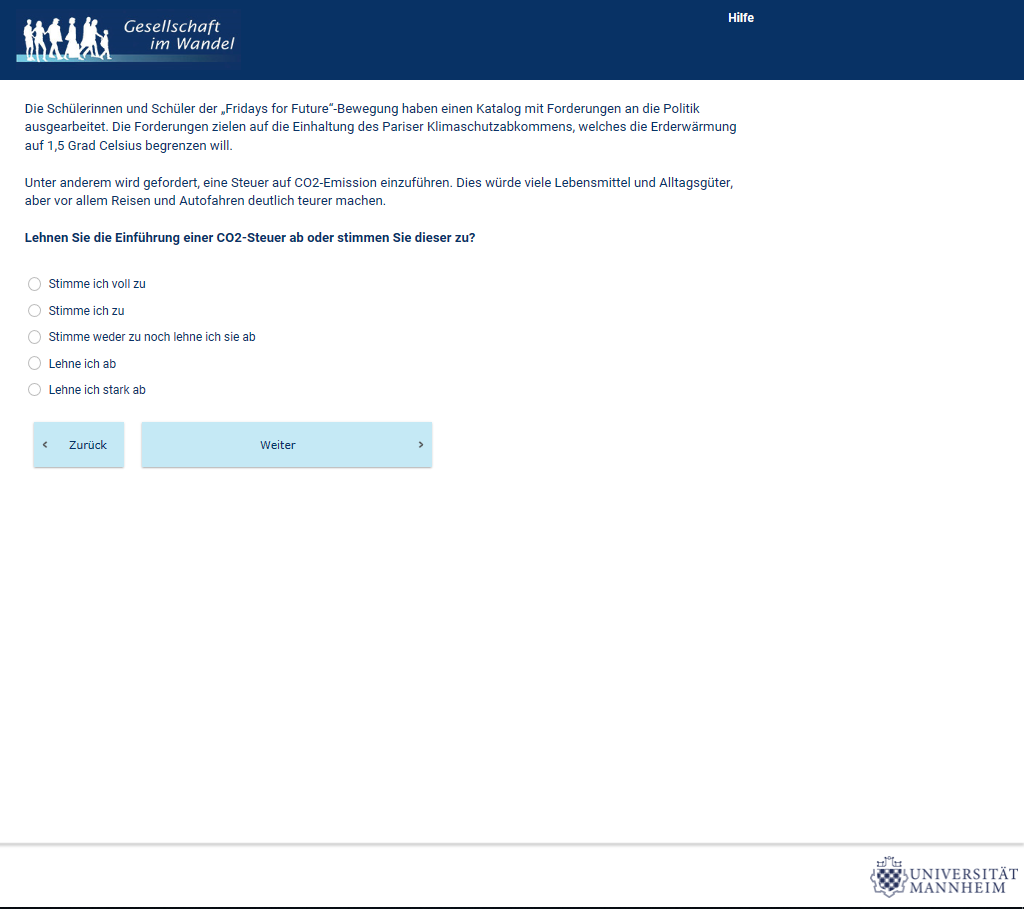 Gesellschaft
im Wandel
Hilfe
Die Schülerinnen und Schüler der „Fridays for Future“-Bewegung haben einen Katalog mit Forderungen an die Politik
ausgearbeitet. Die Forderungen zielen auf die Einhaltung des Pariser Klimaschutzabkommens, welches die Erderwärmung
auf 1,5 Grad Celsius begrenzen will.
Unter anderem wird gefordert, eine Steuer auf CO2-Emission einzuführen. Dies würde viele Lebensmittel und Alltagsgüter,
aber vor allem Reisen und Autofahren deutlich teurer machen.
Lehnen Sie die Einführung einer CO2-Steuer ab oder stimmen Sie dieser zu?
Stimme ich voll zu
Stimme ich zu
Stimme weder zu noch lehne ich sie ab
Lehne ich ab
Lehne ich stark ab
‹ Zurück
Weiter ›
UNIVERSITÄT
MANNHEIM